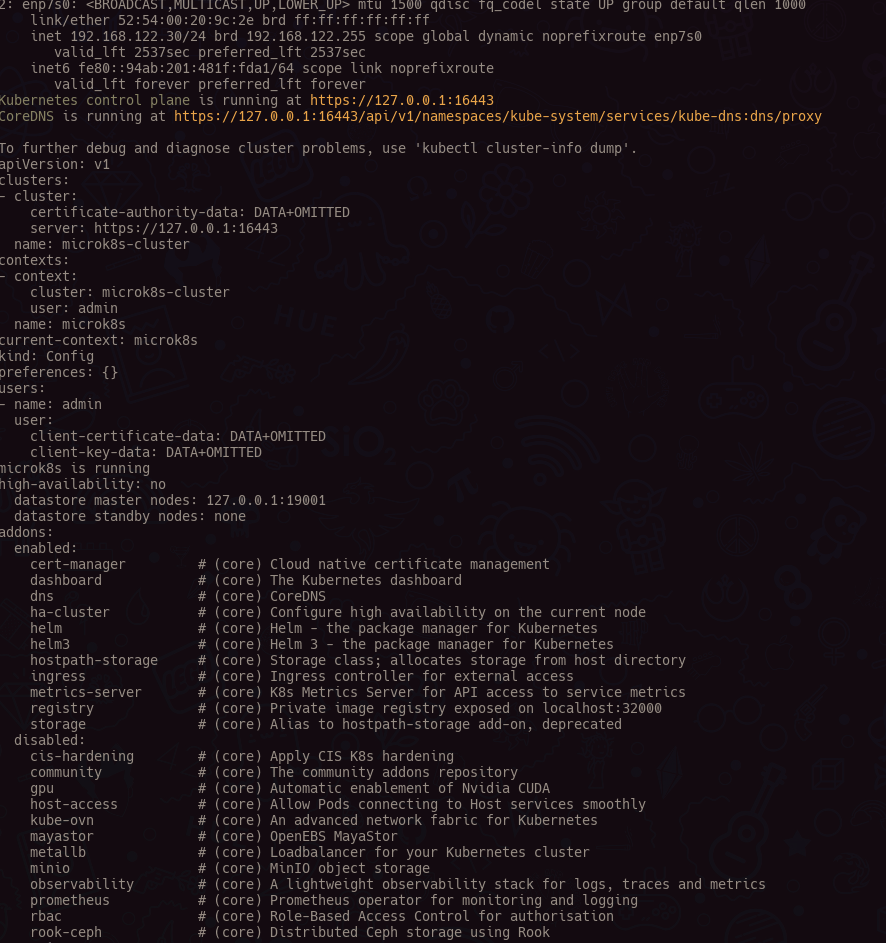 2: enp7s0: <BROADCAST,MULTICAST,UP,LOWER_UP> mtu 1500 qdisc fq_codel state UP group default qlen 1000
    link/ether 52:54:00:20:9c:2e brd ff:ff:ff:ff:ff:ff
    inet 192.168.122.30/24 brd 192.168.122.255 scope global dynamic noprefixroute enp7s0
       valid_lft 2537sec preferred_lft 2537sec
    inet6 fe80::94ab:201:481f:fda1/64 scope link noprefixroute
       valid_lft forever preferred_lft forever
Kubernetes control plane is running at https://127.0.0.1:16443
CoreDNS is running at https://127.0.0.1:16443/api/v1/namespaces/kube-system/services/kube-dns:dns/proxy

To further debug and diagnose cluster problems, use 'kubectl cluster-info dump'.
apiVersion: v1
clusters:
- cluster:
    certificate-authority-data: DATA+OMITTED
    server: https://127.0.0.1:16443
  name: microk8s-cluster
contexts:
- context:
    cluster: microk8s-cluster
    user: admin
  name: microk8s
current-context: microk8s
kind: Config
preferences: {}
users:
- name: admin
  user:
    client-certificate-data: DATA+OMITTED
    client-key-data: DATA+OMITTED
microk8s is running
high-availability: no
  datastore master nodes: 127.0.0.1:19001
  datastore standby nodes: none
addons:
  enabled:
    cert-manager         # (core) Cloud native certificate management
    dashboard            # (core) The Kubernetes dashboard
    dns                  # (core) CoreDNS
    ha-cluster           # (core) Configure high availability on the current node
    helm                 # (core) Helm - the package manager for Kubernetes
    helm3                # (core) Helm 3 - the package manager for Kubernetes
    hostpath-storage     # (core) Storage class; allocates storage from host directory
    ingress              # (core) Ingress controller for external access
    metrics-server       # (core) K8s Metrics Server for API access to service metrics
    registry             # (core) Private image registry exposed on localhost:32000
    storage              # (core) Alias to hostpath-storage add-on, deprecated
  disabled:
    cis-hardening        # (core) Apply CIS K8s hardening
    community            # (core) The community addons repository
    gpu                  # (core) Automatic enablement of Nvidia CUDA
    host-access          # (core) Allow Pods connecting to Host services smoothly
    kube-ovn             # (core) An advanced network fabric for Kubernetes
    mayastor             # (core) OpenEBS MayaStor
    metallb              # (core) Loadbalancer for your Kubernetes cluster
    minio                # (core) MinIO object storage
    observability        # (core) A lightweight observability stack for logs, traces and metrics
    prometheus           # (core) Prometheus operator for monitoring and logging
    rbac                 # (core) Role-Based Access Control for authorisation
    rook-ceph            # (core) Distributed Ceph storage using Rook
HUE
SiO2